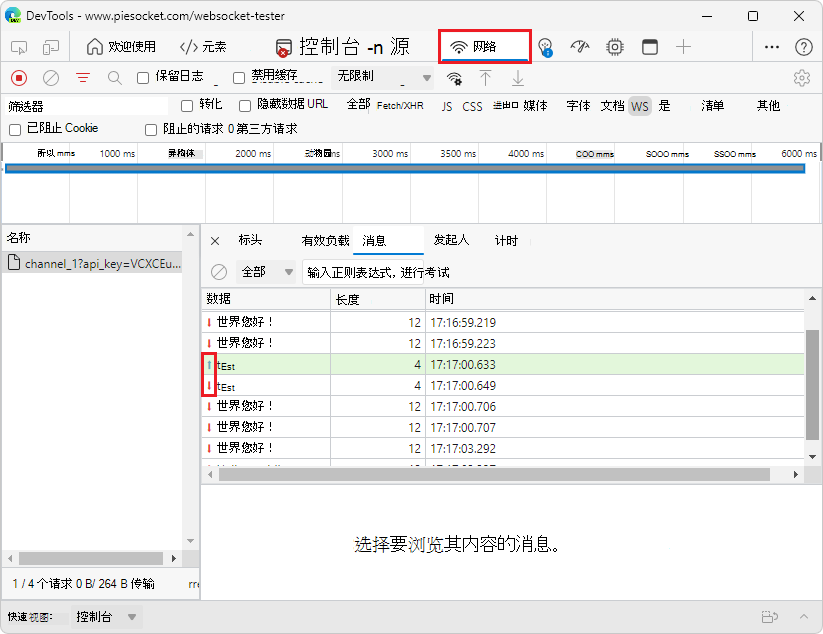 DevTools - www.piesocket.com/websocket-tester
欢迎使用 </> 元素 控制台 -n 源 网络
保留日志 禁用缓存 无限制
筛选器 转化 隐藏数据 URL 全部 Fetch/XHR JS CSS 进出口 媒体 字体 文档 WS 是 清单 其他
已阻止 Cookie 阻止的请求 0 第三方请求
所以 mms 1000 ms 异构体 2000 ms 动物园ms 3000 ms 3500 ms 4000 ms COO mms SOOO mms SSOO mms 6000 ms
名称
channel_1?api_key=VCXCEu...
标头 有效负载 消息 发起人 计时
全部 输入正则表达式, 进行考试
数据 长度 时间
世界您好！ 12 17:16:59.219
世界您好！ 12 17:16:59.223
tEst 4 17:17:00.633
tEst 4 17:17:00.649
世界您好！ 12 17:17:00.706
世界您好！ 12 17:17:00.707
世界您好！ 12 17:17:03.292
选择要浏览其内容的消息。
1 / 4 个请求 0 B/ 264 B 传输
快速视图: 控制台